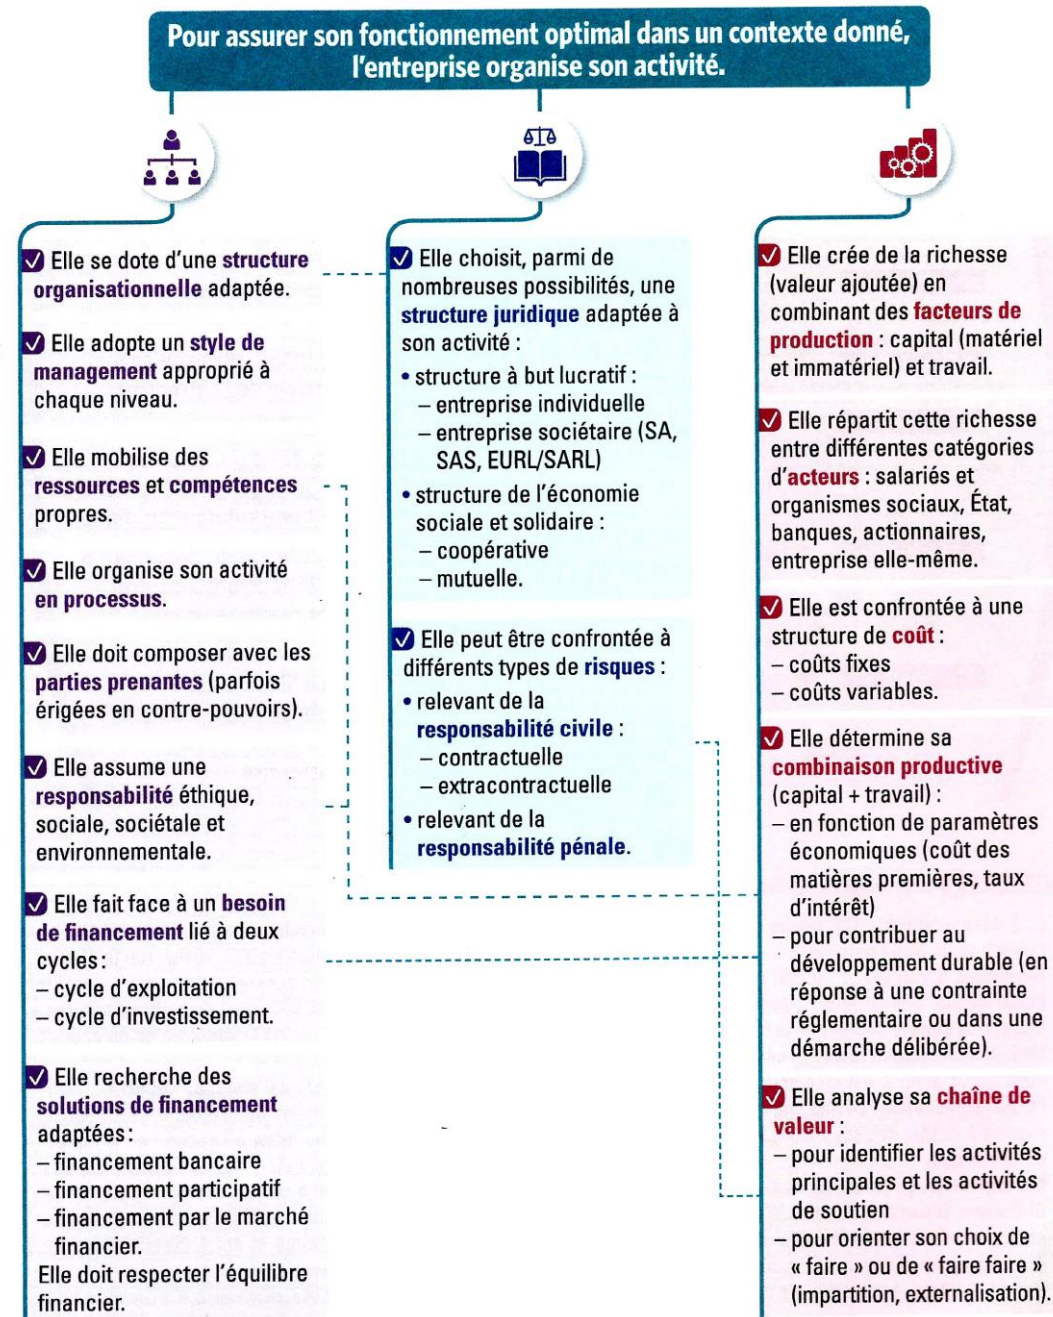 Pour assurer son fonctionnement optimal dans un contexte donné,
l'entreprise organise son activité.
Elle se dote d'une structure
organisationnelle adaptée.
Elle adopte un style de
management approprié à
chaque niveau.
Elle mobilise des
ressources et compétences
propres.
Elle organise son activité
en processus.
Elle doit composer avec les
parties prenantes (parfois
érigées en contre-pouvoirs).
Elle assume une
responsabilité éthique,
sociale, sociétale et
environnementale.
Elle fait face à un besoin
de financement lié à deux
cycles :
– cycle d'exploitation
– cycle d'investissement.
Elle recherche des
solutions de financement
adaptées :
– financement bancaire
– financement participatif
– financement par le marché
financier.
Elle doit respecter l'équilibre
financier.
Elle choisit, parmi de
nombreuses possibilités, une
structure juridique adaptée à
son activité :
• structure à but lucratif :
– entreprise individuelle
– entreprise sociétaire (SA,
SAS, EURL/SARL)
• structure de l'économie
sociale et solidaire :
– coopérative
– mutuelle.
Elle peut être confrontée à
différents types de risques :
• relevant de la
responsabilité civile :
– contractuelle
– extracontractuelle
• relevant de la
responsabilité pénale.
Elle crée de la richesse
(valeur ajoutée) en
combinant des facteurs de
production : capital (matériel
et immatériel) et travail.
Elle répartit cette richesse
entre différentes catégories
d'acteurs : salariés et
organismes sociaux, État,
banques, actionnaires,
entreprise elle-même.
Elle est confrontée à une
structure de coût :
– coûts fixes
– coûts variables.
Elle détermine sa
combinaison productive
(capital + travail) :
– en fonction de paramètres
économiques (coût des
matières premières, taux
d'intérêt)
– pour contribuer au
développement durable (en
réponse à une contrainte
réglementaire ou dans une
démarche délibérée).
Elle analyse sa chaîne de
valeur :
– pour identifier les activités
principales et les activités
de soutien
– pour orienter son choix de
« faire » ou de « faire faire »
(impartition, externalisation).